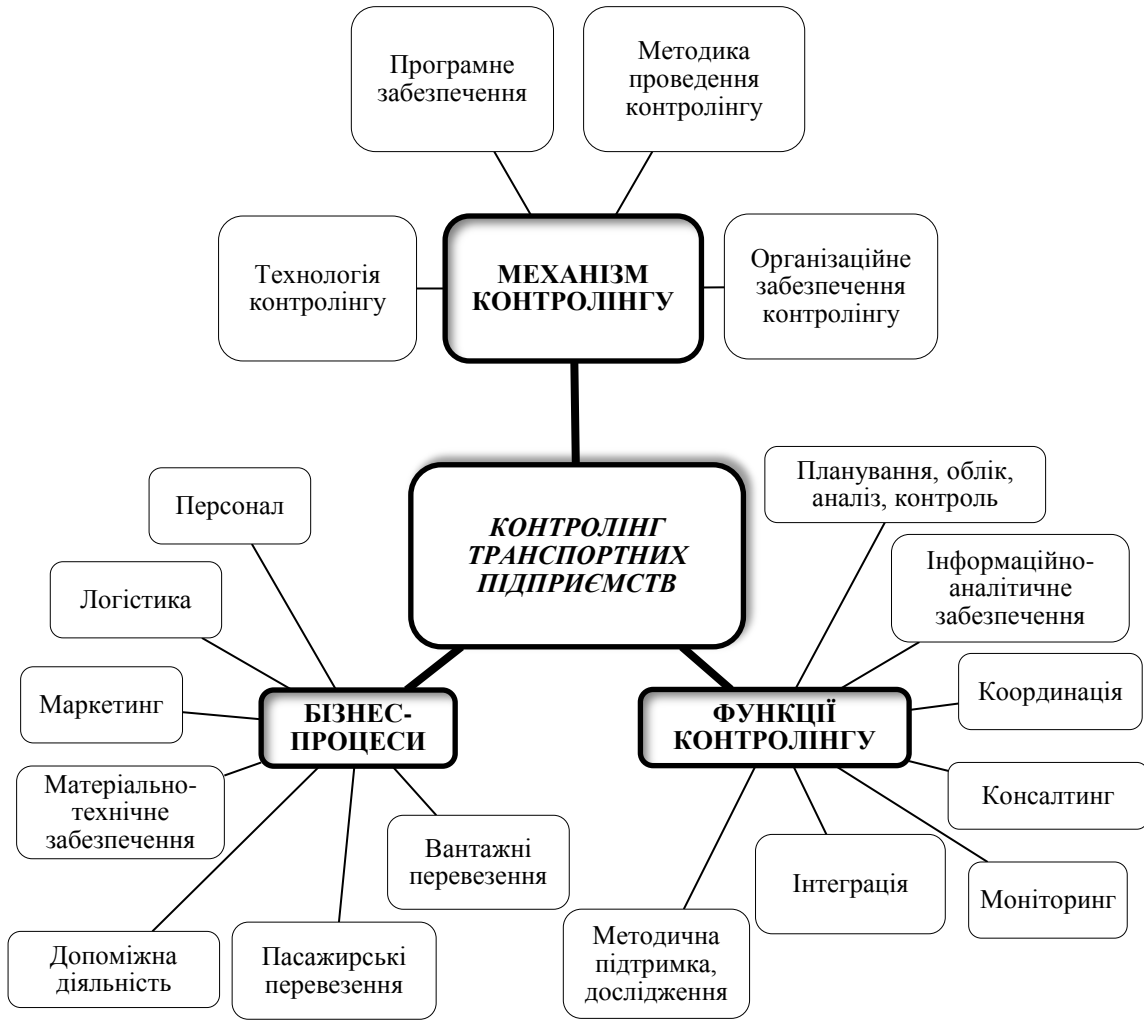 Програмне
забезпечення
Методика
проведення
контролінгу
Технологія
контролінгу
МЕХАНІЗМ
КОНТРОЛІНГУ
Організаційне
забезпечення
контролінгу
КОНТРОЛІНГ
ТРАНСПОРТНИХ
ПІДПРИЄМСТВ
Персонал
Логістика
Маркетинг
БІЗНЕС-
ПРОЦЕСИ
Матеріально-
технічне
забезпечення
Допоміжна
діяльність
Пасажирські
перевезення
Вантажні
перевезення
Планування, облік,
аналіз, контроль
Інформаційно-
аналітичне
забезпечення
Координація
ФУНКЦІЇ
КОНТРОЛІНГУ
Консалтинг
Моніторинг
Інтеграція
Методична
підтримка,
дослідження